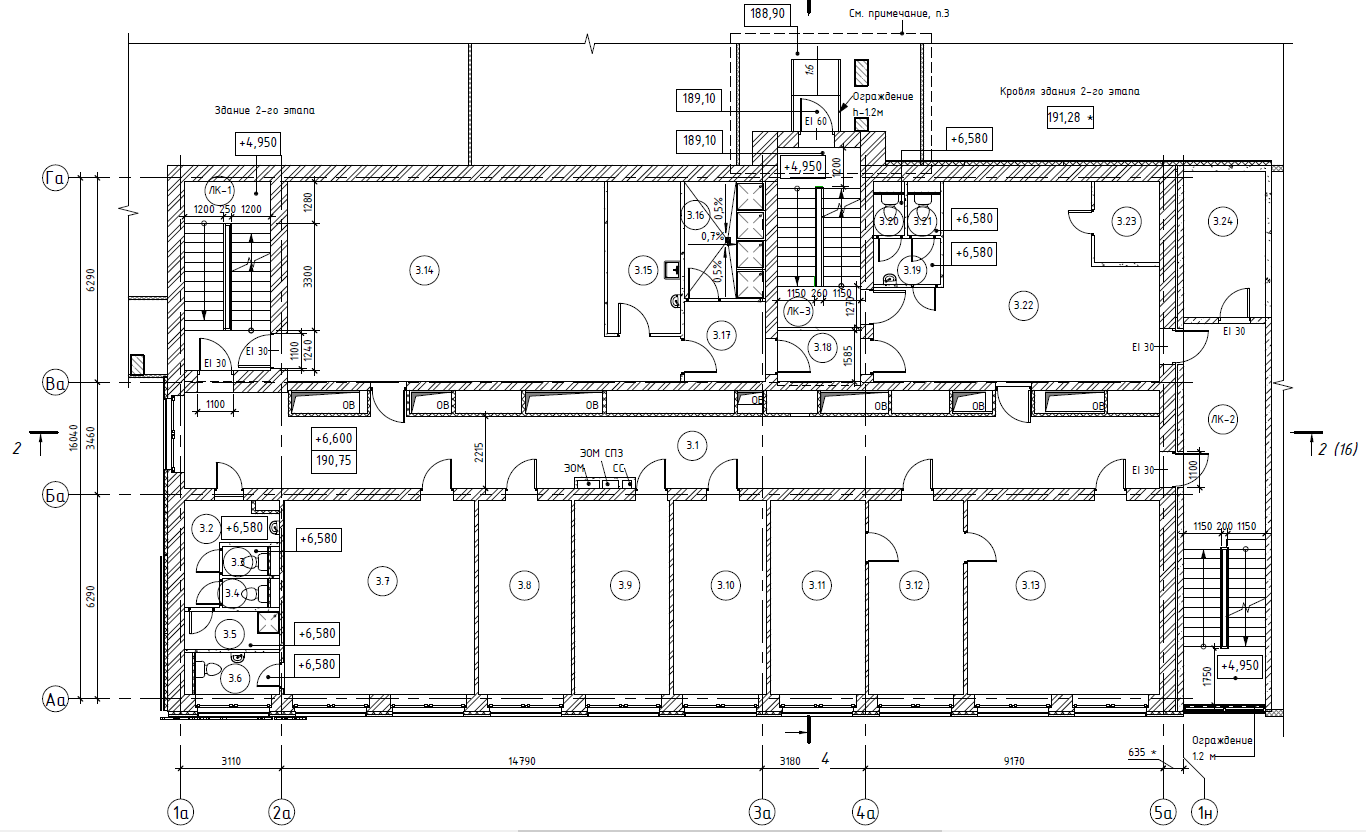 188,90
См. примечание, п.3
1:6
189,10
Ограждение
h-1.2м
EI 60
Здание 2-го этапа
Кровля здания 2-го этапа
191,28 *
+4,950
189,10
+6,580
+4,950
1200
Га
ЛК-1
1200 250 1200
1280
3.16
0,5%
0,7%
0,5%
3.20
3.21
+6,580
3.23
3.24
+6,580
3.14
3.15
3.19
6290
3300
1150 260 1150
1270
ЛК-3
3.22
3.17
3.18
1585
EI 30
EI 30
1100
1240
EI 30
EI 30
Ва
1100
ОВ
ОВ
ОВ
ОВ
ОВ
ОВ
ОВ
ЛК-2
2
16040
3460
+6,600
190,75
2215
3.1
ЭОМ СПЗ
ЭОМ
СС
EI 30
1100
2 (16)
Ба
3.2
+6,580
+6,580
1150 200 1150
3.3
3.4
3.7
3.8
3.9
3.10
3.11
3.12
3.13
6290
3.5
+6,580
+6,580
3.6
+4,950
1750
Аа
Ограждение
1.2 м
3110
14790
3180
4
9170
635 *
1а
2а
3а
4а
5а
1н